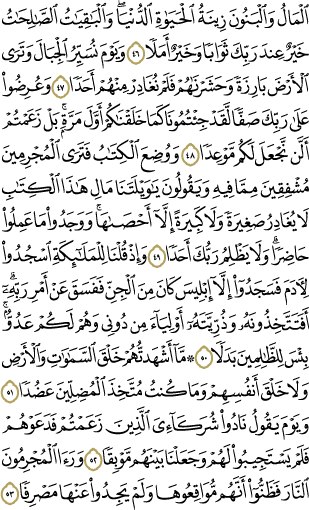 ٱلْمَالُ وَٱلْبَنُونَ زِينَةُ ٱلْحَيَوٰةِ ٱلدُّنْيَا ۖ وَٱلْبَٰقِيَٰتُ ٱلصَّٰلِحَٰتُ
خَيْرٌ عِندَ رَبِّكَ ثَوَابًا وَخَيْرٌ أَمَلًا ٤٦ وَيَوْمَ نُسَيِّرُ ٱلْجِبَالَ وَتَرَى
ٱلْأَرْضَ بَارِزَةً وَحَشَرْنَٰهُمْ فَلَمْ نُغَادِرْ مِنْهُمْ أَحَدًا ٤٧ وَعُرِضُوا۟
عَلَىٰ رَبِّكَ صَفًّا لَّقَدْ جِئْتُمُونَا كَمَا خَلَقْنَٰكُمْ أَوَّلَ مَرَّةٍۭ ۚ بَلْ زَعَمْتُمْ
أَلَّن نَّجْعَلَ لَكُم مَّوْعِدًا ٤٨ وَوُضِعَ ٱلْكِتَٰبُ فَتَرَى ٱلْمُجْرِمِينَ
مُشْفِقِينَ مِمَّا فِيهِ وَيَقُولُونَ يَٰوَيْلَتَنَا مَالِ هَٰذَا ٱلْكِتَٰبِ
لَا يُغَادِرُ صَغِيرَةً وَلَا كَبِيرَةً إِلَّآ أَحْصَىٰهَا ۚ وَوَجَدُوا۟ مَا عَمِلُوا۟
حَاضِرًا ۗ وَلَا يَظْلِمُ رَبُّكَ أَحَدًا ٤٩ وَإِذْ قُلْنَا لِلْمَلَٰٓئِكَةِ ٱسْجُدُوا۟
لِءَادَمَ فَسَجَدُوٓا۟ إِلَّآ إِبْلِيسَ كَانَ مِنَ ٱلْجِنِّ فَفَسَقَ عَنْ أَمْرِ رَبِّهِۦٓ ۗ
أَفَتَتَّخِذُونَهُۥ وَذُرِّيَّتَهُۥٓ أَوْلِيَآءَ مِن دُونِى وَهُمْ لَكُمْ عَدُوٌّۢ ۚ
بِئْسَ لِلظَّٰلِمِينَ بَدَلًا ٥٠ ۞ مَّآ أَشْهَدتُّهُمْ خَلْقَ ٱلسَّمَٰوَٰتِ وَٱلْأَرْضِ
وَلَا خَلْقَ أَنفُسِهِمْ وَمَا كُنتُ مُتَّخِذَ ٱلْمُضِلِّينَ عَضُدًا ٥١
وَيَوْمَ يَقُولُ نَادُوا۟ شُرَكَآءِىَ ٱلَّذِينَ زَعَمْتُمْ فَدَعَوْهُمْ
فَلَمْ يَسْتَجِيبُوا۟ لَهُمْ وَجَعَلْنَا بَيْنَهُم مَّوْبِقًا ٥٢ وَرَءَا ٱلْمُجْرِمُونَ
ٱلنَّارَ فَظَنُّوٓا۟ أَنَّهُم مُّوَاقِعُوهَا وَلَمْ يَجِدُوا۟ عَنْهَا مَصْرِفًا ٥٣